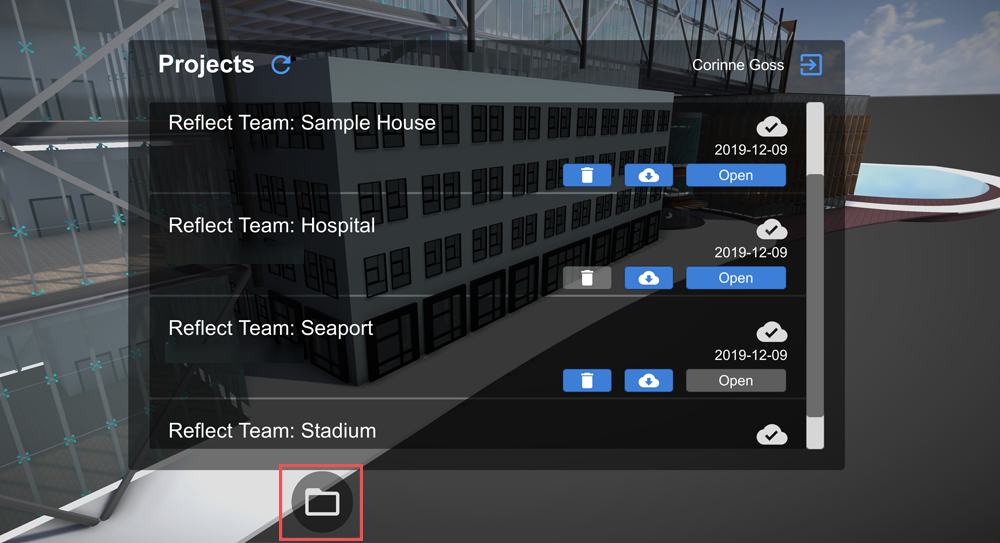 Projects
Corinne Goss
Reflect Team: Sample House
2019-12-09
Open
Reflect Team: Hospital
2019-12-09
Open
Reflect Team: Seaport
2019-12-09
Open
Reflect Team: Stadium